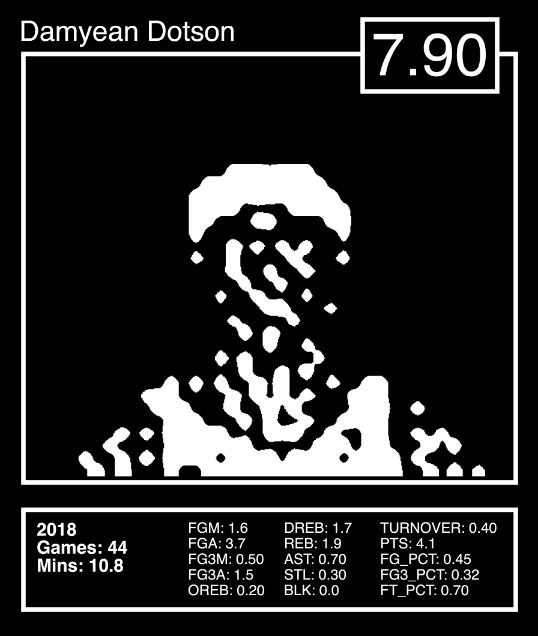 Damyean Dotson
7.90
2018
Games: 44
Mins: 10.8
FGM: 1.6
FGA: 3.7
FG3M: 0.50
FG3A: 1.5
OREB: 0.20
DREB: 1.7
REB: 1.9
AST: 0.70
STL: 0.30
BLK: 0.0
TURNOVER: 0.40
PTS: 4.1
FG_PCT: 0.45
FG3_PCT: 0.32
FT_PCT: 0.70